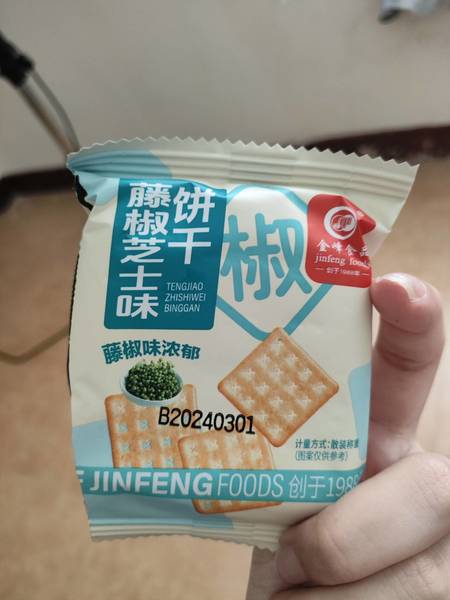 藤椒芝士味
饼干
TENGJIAO
ZHISHIWEI
BINGGAN
椒
金峰食品
jinfeng foods
创于1988年
藤椒味浓郁
B20240301
计量方式:散装称重
(图案仅供参考)
JINFENG FOODS 创于1988